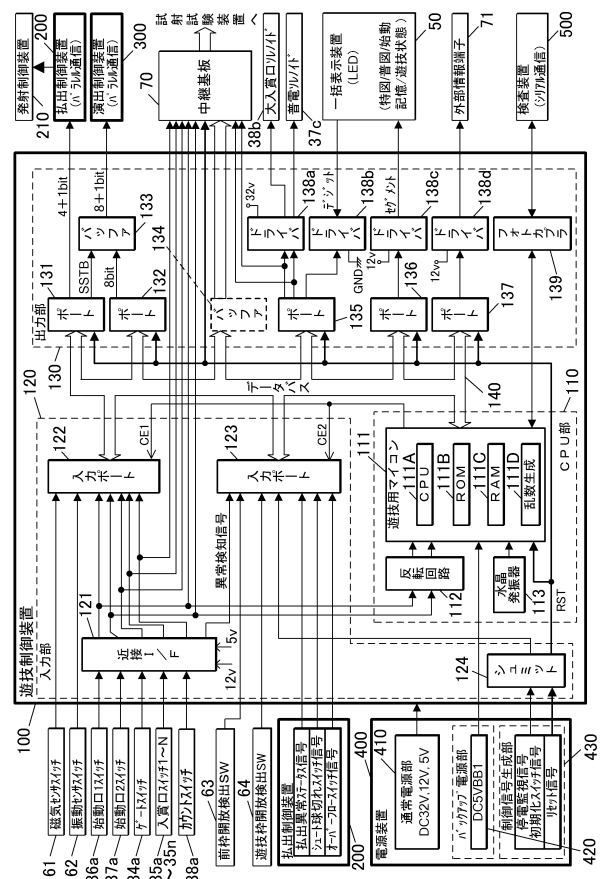 発射制御装置
210
払出制御装置
(パラレル通信)
200
演出制御装置
(パラレル通信)
300
試射試験
装置へ
70
中継基板
大入賞口ソレノイド
38b
普電ソレノイド
37c
一括表示装置
(LED)
50
(特図/普図/始動
記憶/遊技状態)
外部情報端子
71
検査装置
(シリアル通信)
500
4+1bit
8+1bit
バッファ
133
134
32v
ドライバ
138a
デジット
ドライバ
138b
セグメント
ドライバ
138c
ドライバ
138d
フォトカプラ
139
131
SSTB
8bit
GND
12v
12v
出力部
130
ポート
ポート
132
バッファ
ポート
135
ポート
136
ポート
137
データバス
140
120
122
入力ポート
CE1
123
入力ポート
CE2
110
111
遊技用マイコン
111A
CPU
111B
ROM
111C
RAM
111D
乱数生成
CPU部
異常検知信号
反転
回路
112
水晶
発振器
113
RST
遊技制御装置
入力部
121
近接I/F
12v
5v
124
シュミット
100
磁気センサスイッチ
61
振動センサスイッチ
62
始動口1スイッチ
36a
始動口2スイッチ
37a
ゲートスイッチ
34a
入賞口スイッチ1~N
35a
~35n
カウントスイッチ
38a
63
前枠開放検出SW
64
遊技枠開放検出SW
払出制御装置
払出異常ステータス信号
シュート球切れスイッチ信号
オーバーフロースイッチ信号
200
400
410
電源装置
通常電源部
DC32V,12V,5V
バックアップ電源部
DC5VBB1
420
制御信号生成部
停電監視信号
初期化スイッチ信号
リセット信号
430